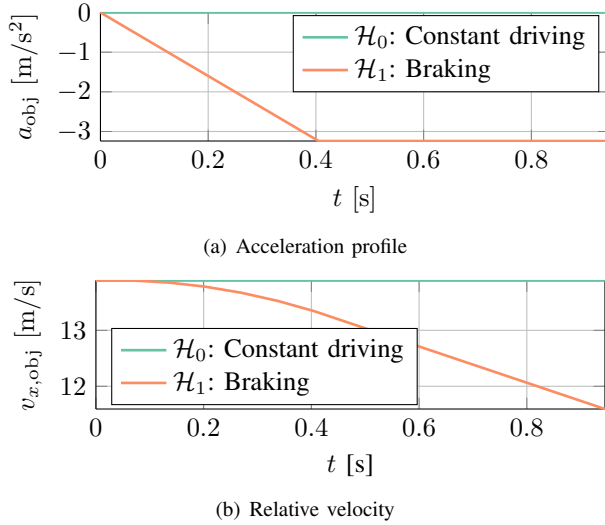 0
−1
−2
−3
a_obj [m/s²]
H₀: Constant driving
H₁: Braking
0 0.2 0.4 0.6 0.8
t [s]
(a) Acceleration profile
13
12
v_x,obj [m/s]
H₀: Constant driving
H₁: Braking
0 0.2 0.4 0.6 0.8
t [s]
(b) Relative velocity